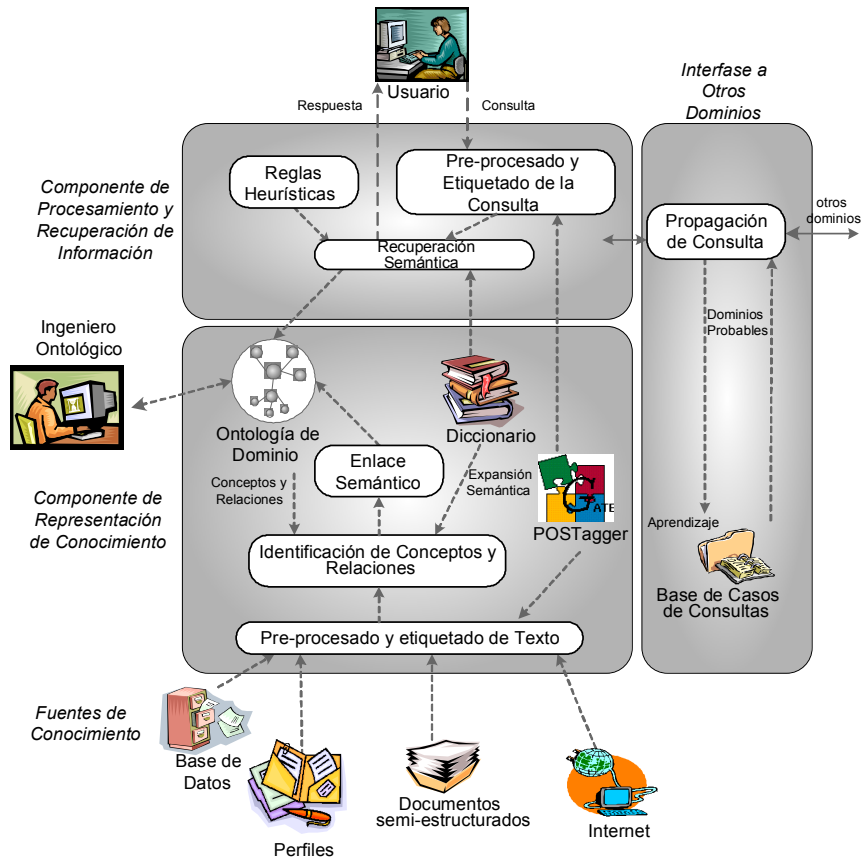 Usuario
Interfase a
Otros
Dominios
Respuesta
Consulta
Componente de
Procesamiento y
Recuperación de
Información
Reglas
Heurísticas
Pre-procesado y
Etiquetado de la
Consulta
Recuperación
Semántica
Propagación
de Consulta
otros
dominios
Dominios
Probables
Ingeniero
Ontológico
Ontología de
Dominio
Diccionario
Enlace
Semántico
Conceptos y
Relaciones
Expansión
Semántica
G
ATE
POSTagger
Componente de
Representación
de Conocimiento
Identificación de Conceptos y
Relaciones
Aprendizaje
Base de Casos
de Consultas
Pre-procesado y etiquetado de Texto
Fuentes de
Conocimiento
Base de
Datos
Perfiles
Documentos
semi-estructurados
Internet